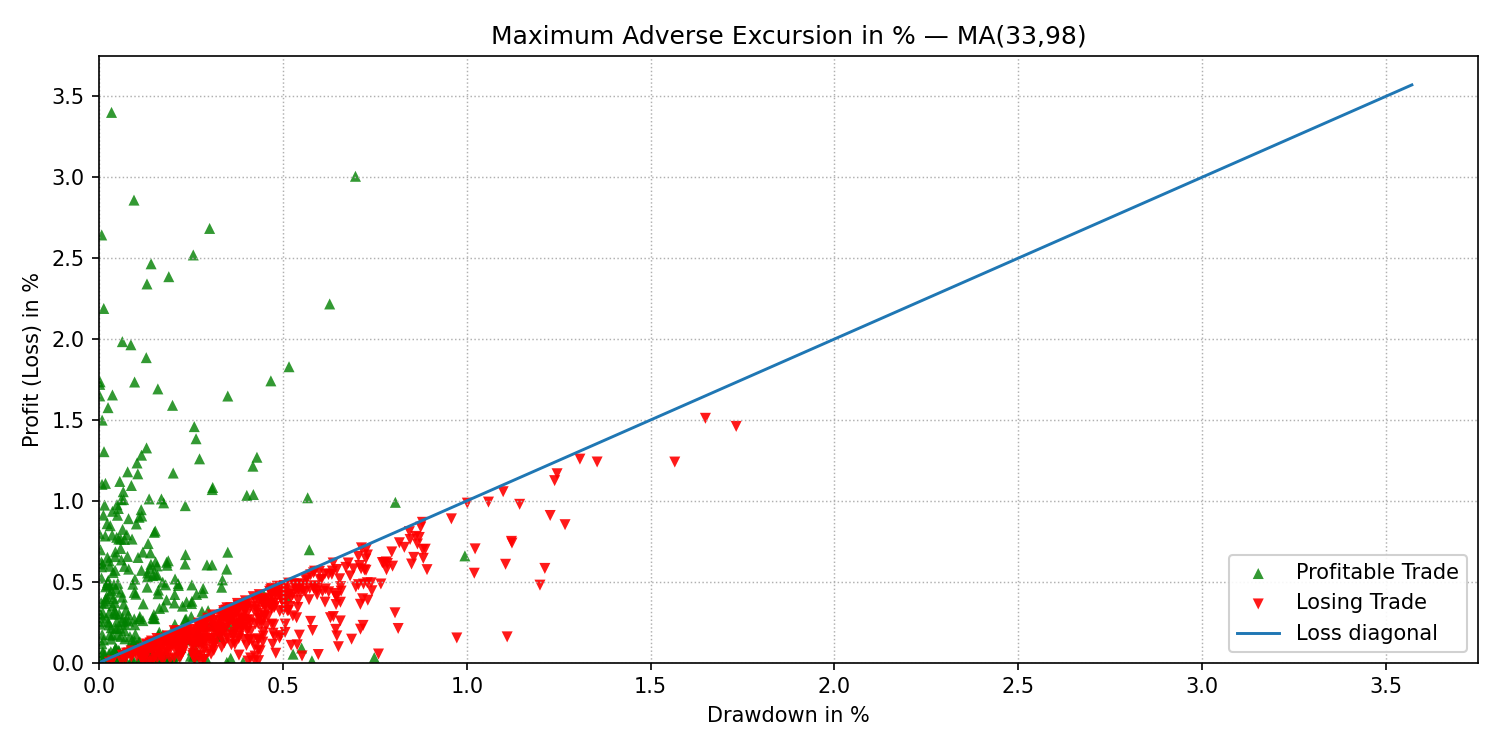 Maximum Adverse Excursion in % — MA(33,98)
Profit (Loss) in %
3.5
3.0
2.5
2.0
1.5
1.0
0.5
0.0
0.0 0.5 1.0 1.5 2.0 2.5 3.0 3.5
Drawdown in %
Profitable Trade
Losing Trade
Loss diagonal